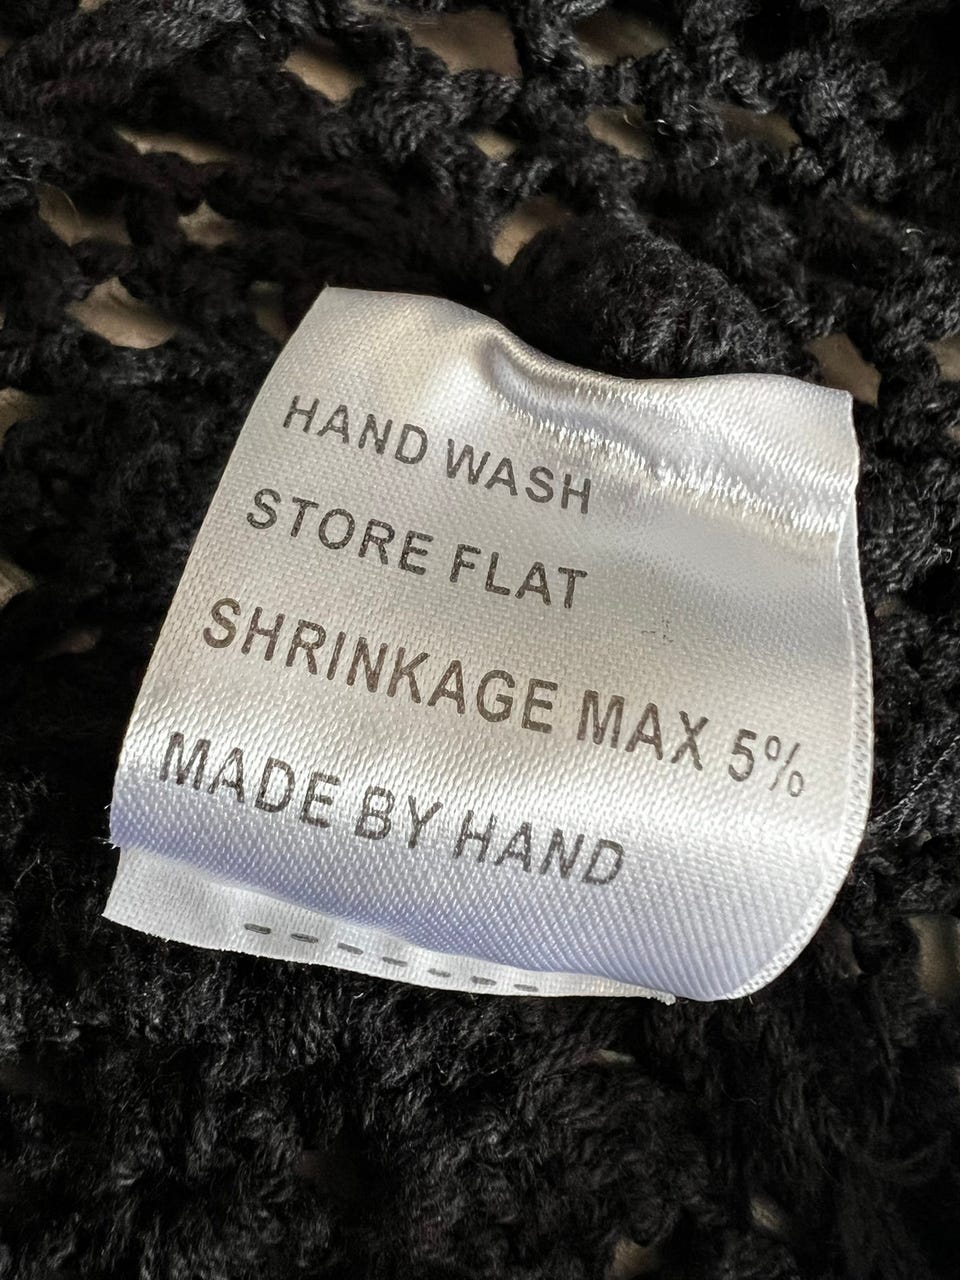 HAND WASH
STORE FLAT
SHRINKAGE MAX 5%
MADE BY HAND